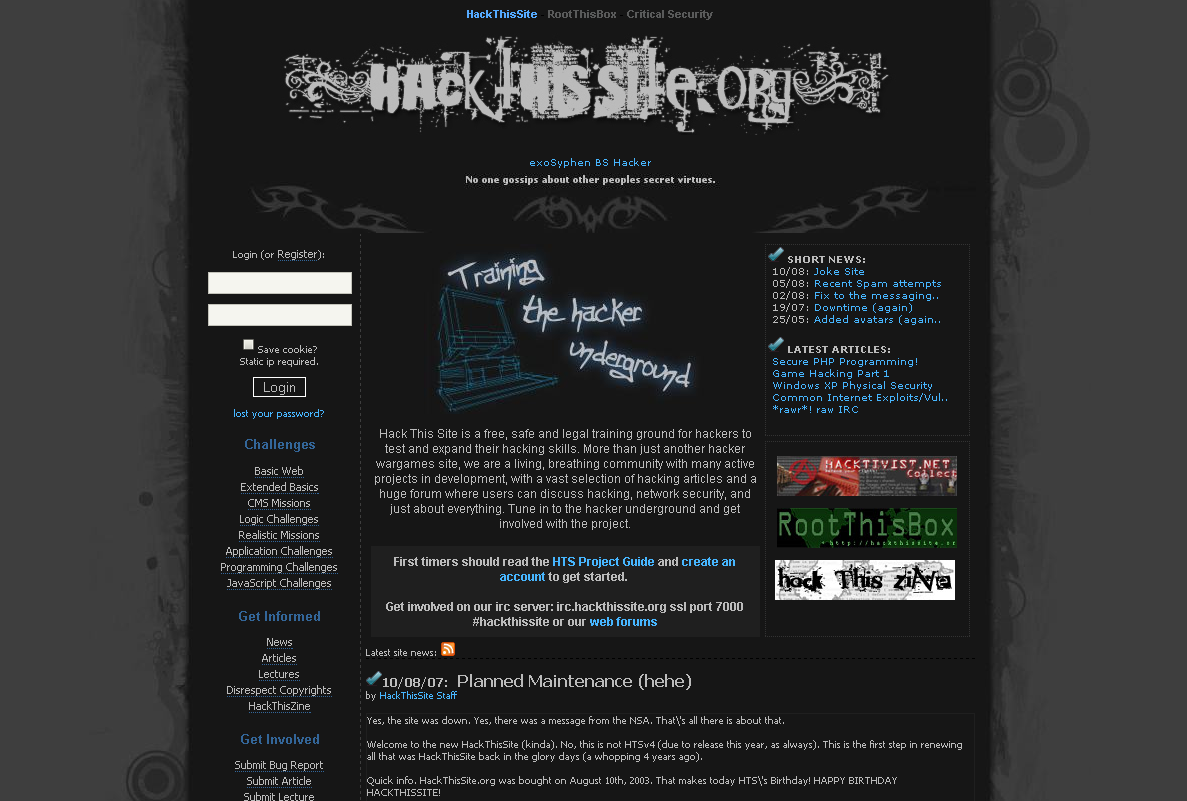 HackThisSite RootThisBox Critical Security
HACK THIS SITE.ORG
exoSyphen BS Hacker
No one gossips about other peoples secret virtues.
Login (or Register):
Save cookie?
Static ip required.
Login
lost your password?
Challenges
Basic Web
Extended Basics
CMS Missions
Logic Challenges
Realistic Missions
Application Challenges
Programming Challenges
JavaScript Challenges
Get Informed
News
Articles
Lectures
Disrespect Copyrights
HackThisZine
Get Involved
Submit Bug Report
Submit Article
Submit Lecture
Training
the hacker
underground
Hack This Site is a free, safe and legal training ground for hackers to
test and expand their hacking skills. More than just another hacker
wargames site, we are a living, breathing community with many active
projects in development, with a vast selection of hacking articles and a
huge forum where users can discuss hacking, network security, and
just about everything. Tune in to the hacker underground and get
involved with the project.
First timers should read the HTS Project Guide and create an
account to get started.
Get involved on our irc server: irc.hackthissite.org ssl port 7000
#hackthissite or our web forums
SHORT NEWS:
10/08: Joke Site
05/08: Recent Spam attempts
02/08: Fix to the messaging..
19/07: Downtime (again)
25/05: Added avatars (again..
LATEST ARTICLES:
Secure PHP Programming!
Game Hacking Part 1
Windows XP Physical Security
Common Internet Exploits/Vul..
*rawr*! raw IRC
HACKTIVIST.NET
RootThisBox
hack This ziNe
Latest site news:
10/08/07: Planned Maintenance (hehe)
by HackThisSite Staff
Yes, the site was down. Yes, there was a message from the NSA. That\'s all there is about that.
Welcome to the new HackThisSite (kinda). No, this is not HTSv4 (due to release this year, as always). This is the first step in renewing
all that was HackThisSite back in the glory days (a whopping 4 years ago).
Quick info. HackThisSite.org was bought on August 10th, 2003. That makes today HTS\'s Birthday! HAPPY BIRTHDAY
HACKTHISSITE!